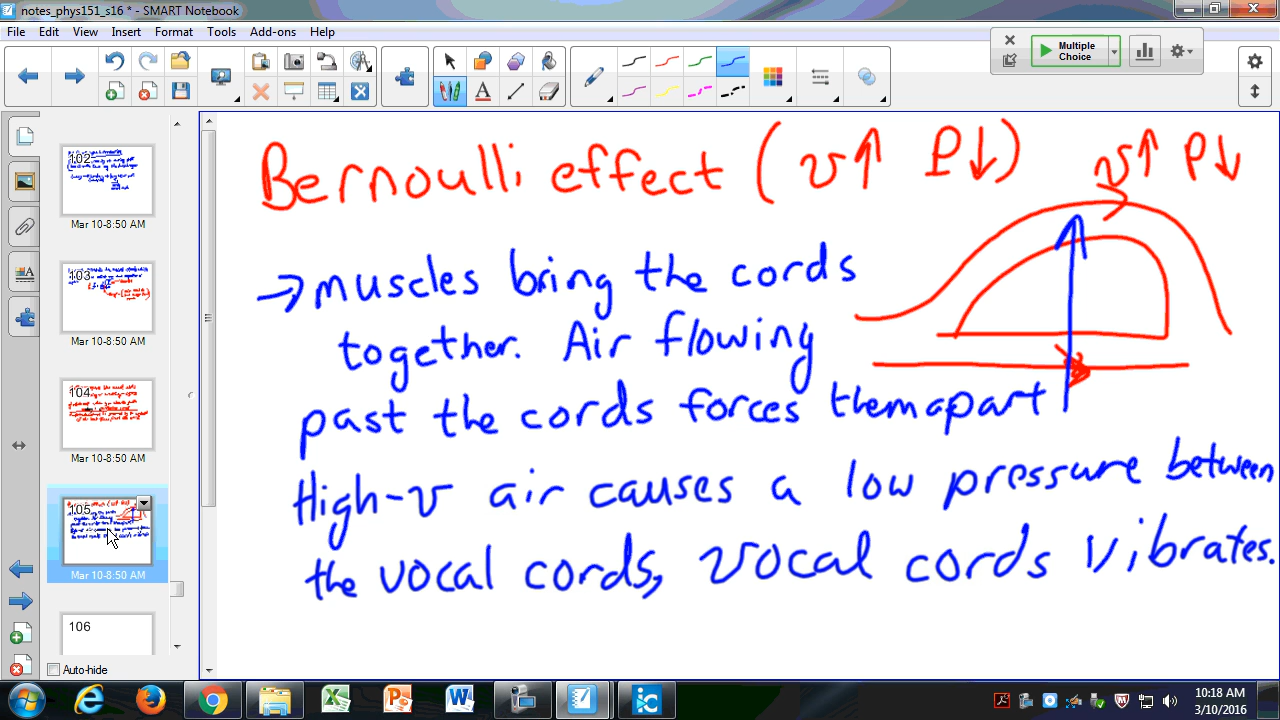 notes_phys151_s16 * - SMART Notebook
File Edit View Insert Format Tools Add-ons Help
Multiple
Choice
102
Mar 10-8:50 AM
103
Mar 10-8:50 AM
104
Mar 10-8:50 AM
105
Mar 10-8:50 AM
106
Auto-hide
Bernoulli effect (v↑ P↓)
v↑ P↓
→ muscles bring the cords
together. Air flowing
past the cords forces them apart
High-v air causes a low pressure between
the vocal cords, vocal cords vibrates.
10:18 AM
3/10/2016